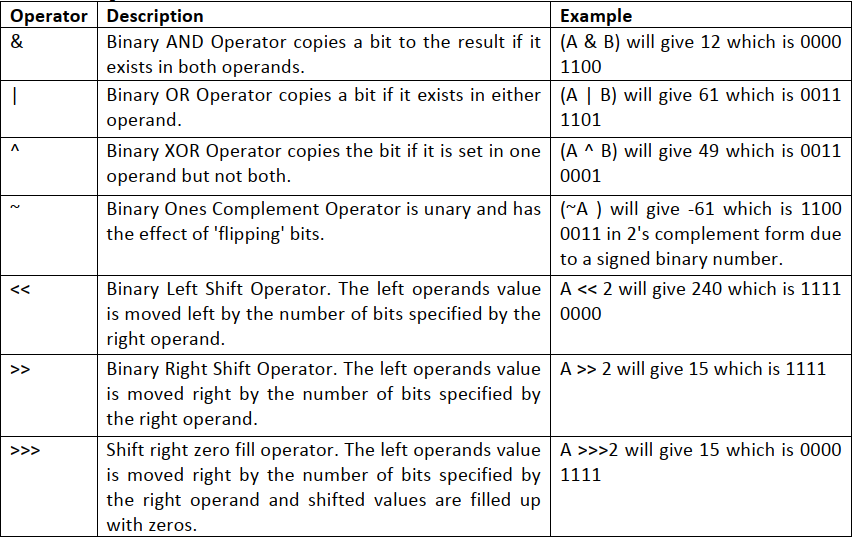 Operator Description Example
& Binary AND Operator copies a bit to the result if it (A & B) will give 12 which is 0000
exists in both operands. 1100
| Binary OR Operator copies a bit if it exists in either (A | B) will give 61 which is 0011
operand. 1101
^ Binary XOR Operator copies the bit if it is set in one (A ^ B) will give 49 which is 0011
operand but not both. 0001
~ Binary Ones Complement Operator is unary and has (~A ) will give -61 which is 1100
the effect of 'flipping' bits. 0011 in 2's complement form due
to a signed binary number.
<< Binary Left Shift Operator. The left operands value A << 2 will give 240 which is 1111
is moved left by the number of bits specified by the 0000
right operand.
>> Binary Right Shift Operator. The left operands value A >> 2 will give 15 which is 1111
is moved right by the number of bits specified by
the right operand.
>>> Shift right zero fill operator. The left operands value A >>>2 will give 15 which is 0000
is moved right by the number of bits specified by 1111
the right operand and shifted values are filled up
with zeros.